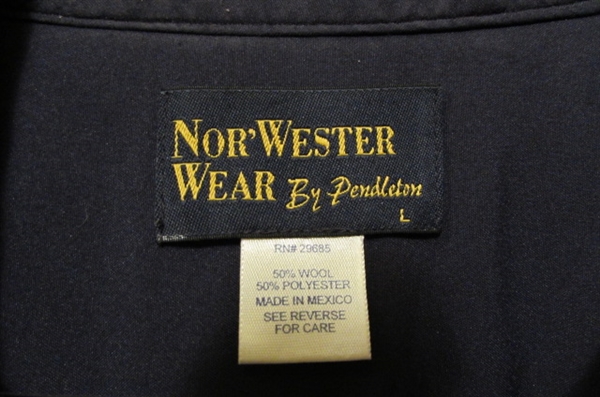 NOR'WESTER
WEAR By Pendleton
L
RN# 29685
50% WOOL
50% POLYESTER
MADE IN MEXICO
SEE REVERSE
FOR CARE